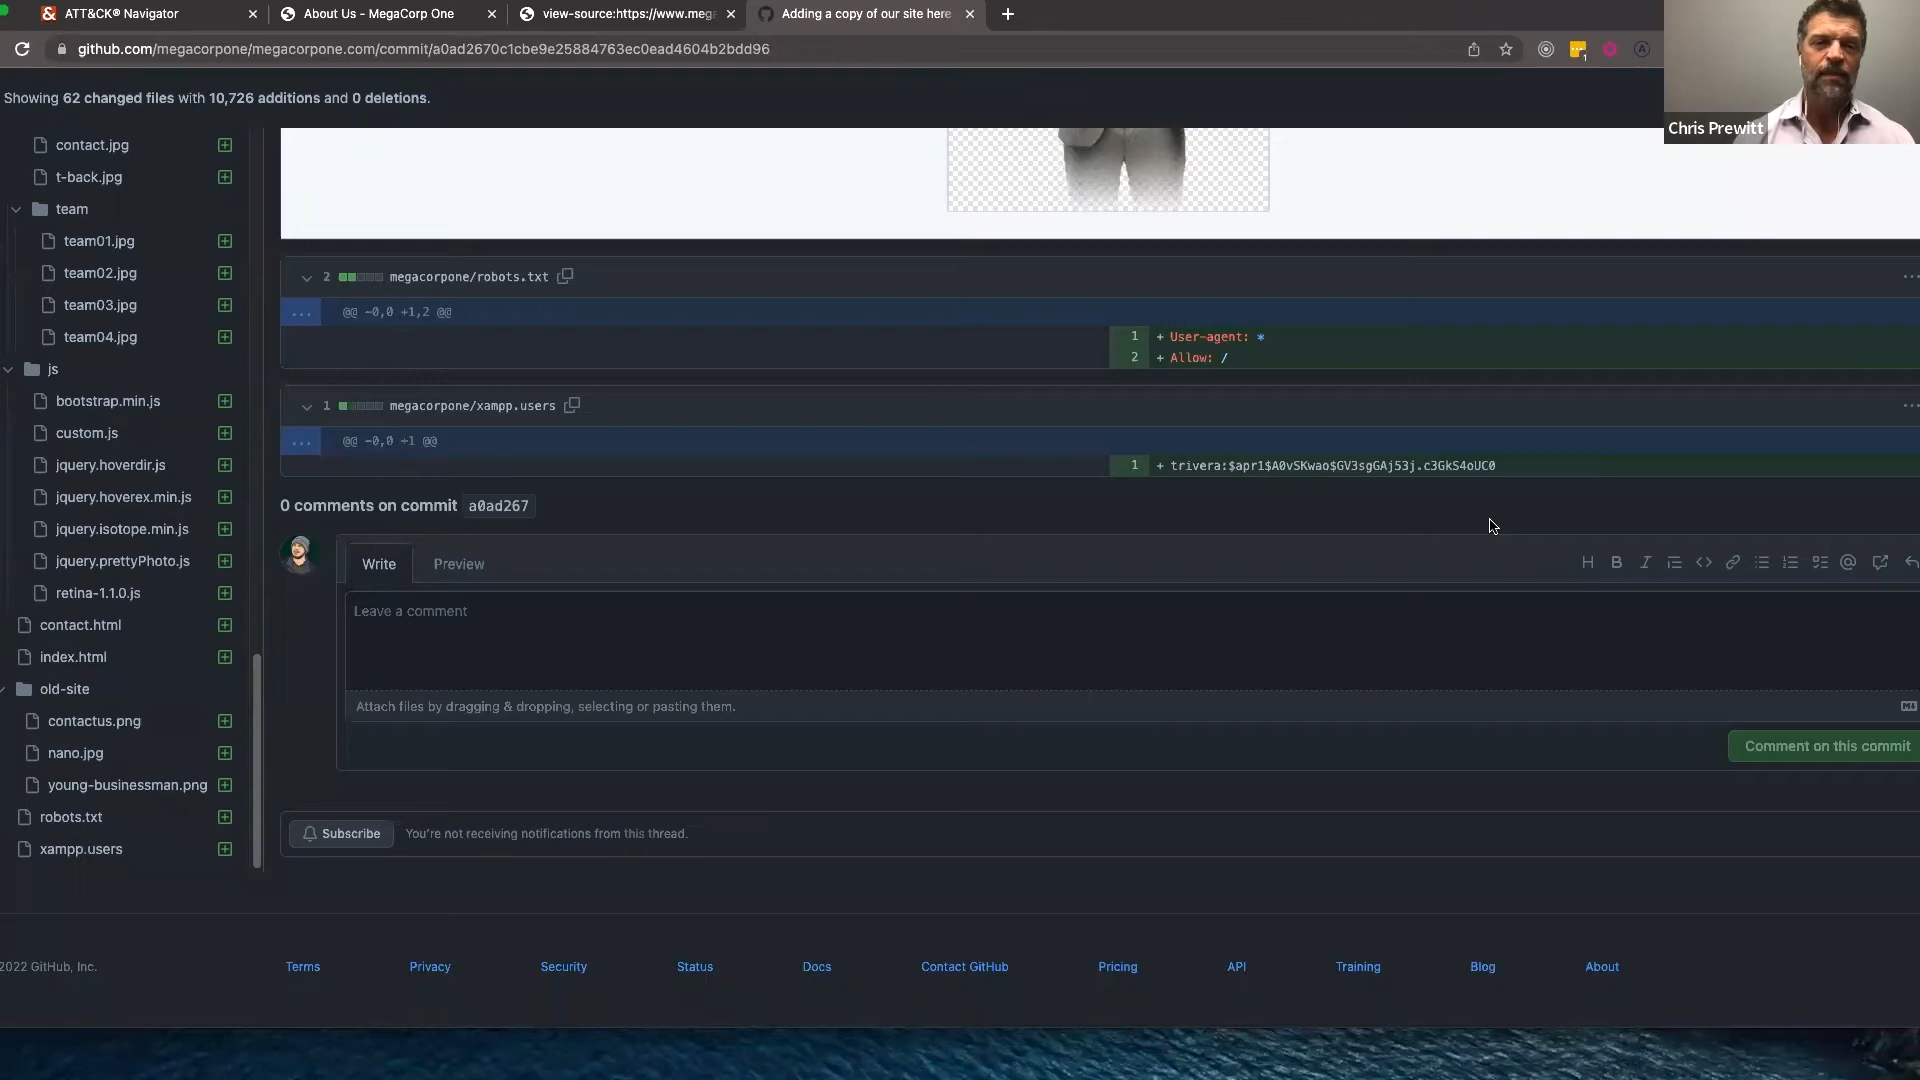 ATT&CK® Navigator
About Us - MegaCorp One
view-source:https://www.meg
Adding a copy of our site here
github.com/megacorpone/megacorpone.com/commit/a0ad2670c1cbe9e25884763ec0ead4604b2bdd96
1
A
Chris Prewitt
Showing 62 changed files with 10,726 additions and 0 deletions.
contact.jpg
t-back.jpg
team
team01.jpg
team02.jpg
team03.jpg
team04.jpg
js
bootstrap.min.js
custom.js
jquery.hoverdir.js
jquery.hoverex.min.js
jquery.isotope.min.js
jquery.prettyPhoto.js
retina-1.1.0.js
contact.html
index.html
old-site
contactus.png
nano.jpg
young-businessman.png
robots.txt
xampp.users
2 megacorpone/robots.txt
... @@ -0,0 +1,2 @@
1 + User-agent: *
2 + Allow: /
1 megacorpone/xampp.users
... @@ -0,0 +1 @@
1 + trivera:$apr1$A0vSKwao$GV3sgGAj53j.c3GkS4oUC0
0 comments on commit a0ad267
Write Preview
H B I
Leave a comment
Attach files by dragging & dropping, selecting or pasting them.
Comment on this commit
Subscribe You're not receiving notifications from this thread.
2022 GitHub, Inc. Terms Privacy Security Status Docs Contact GitHub Pricing API Training Blog About